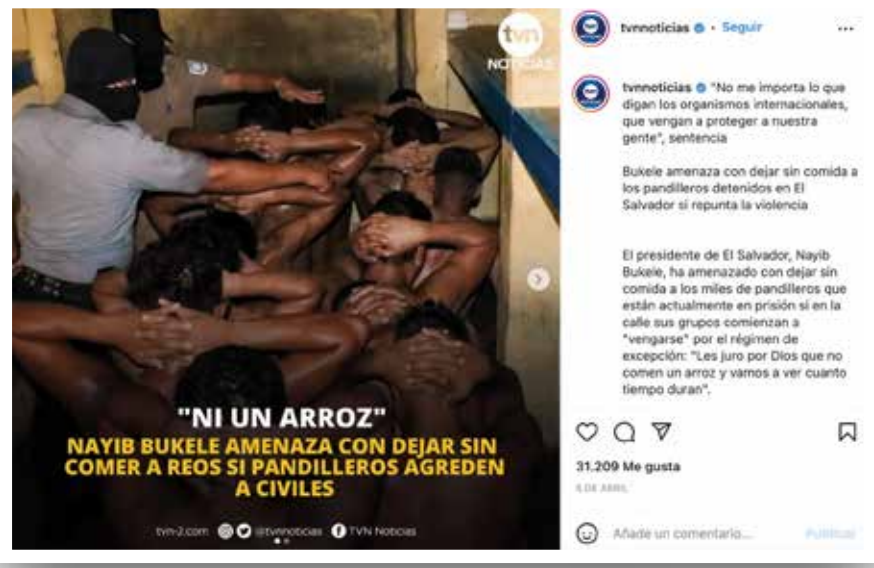 tvn
NOTICIAS
"NI UN ARROZ"
NAYIB BUKELE AMENAZA CON DEJAR SIN
COMER A REOS SI PANDILLEROS AGREDEN
A CIVILES
tvn-2.com @tvnnoticias TVN Noticias
tvnnoticias • Seguir
tvnnoticias "No me importa lo que
digan los organismos internacionales,
que vengan a proteger a nuestra
gente", sentencia
Bukele amenaza con dejar sin comida a
los pandilleros detenidos en El
Salvador si repunta la violencia
El presidente de El Salvador, Nayib
Bukele, ha amenazado con dejar sin
comida a los miles de pandilleros que
están actualmente en prisión si en la
calle sus grupos comienzan a
"vengarse" por el régimen de
excepción: "Les juro por Dios que no
comen un arroz y vamos a ver cuanto
tiempo duran".
31.209 Me gusta
DE ABRIL
Añade un comentario...
Publicar